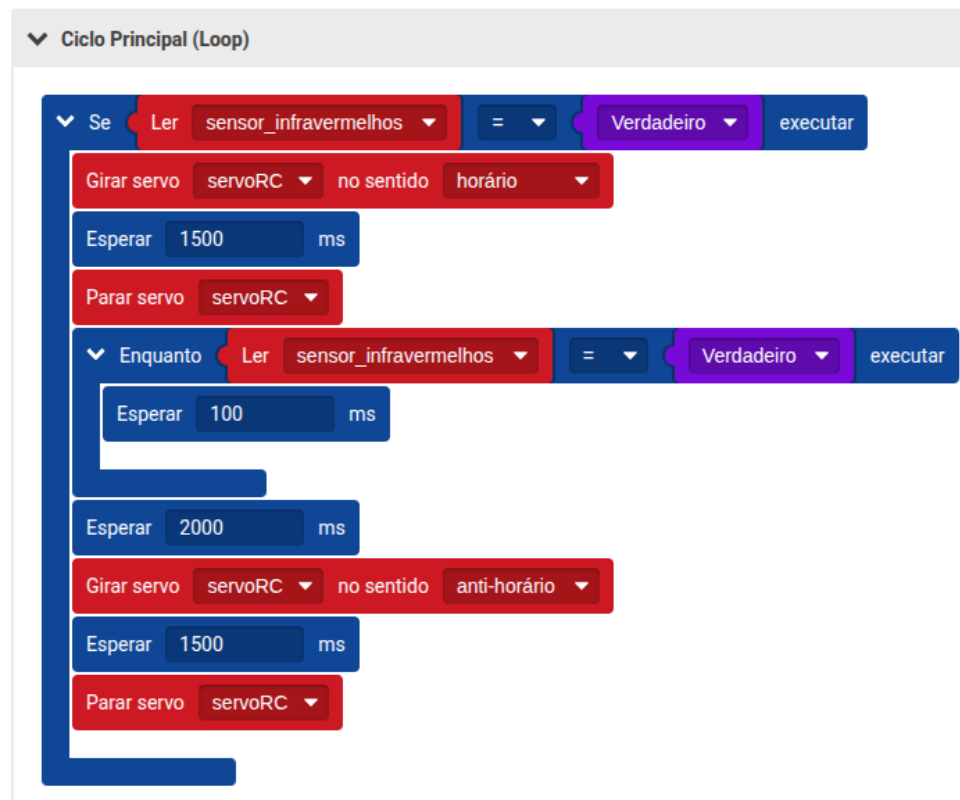 Ciclo Principal (Loop)
Se Ler sensor_infravermelhos = Verdadeiro executar
Girar servo servoRC no sentido horário
Esperar 1500 ms
Parar servo servoRC
Enquanto Ler sensor_infravermelhos = Verdadeiro executar
Esperar 100 ms
Esperar 2000 ms
Girar servo servoRC no sentido anti-horário
Esperar 1500 ms
Parar servo servoRC